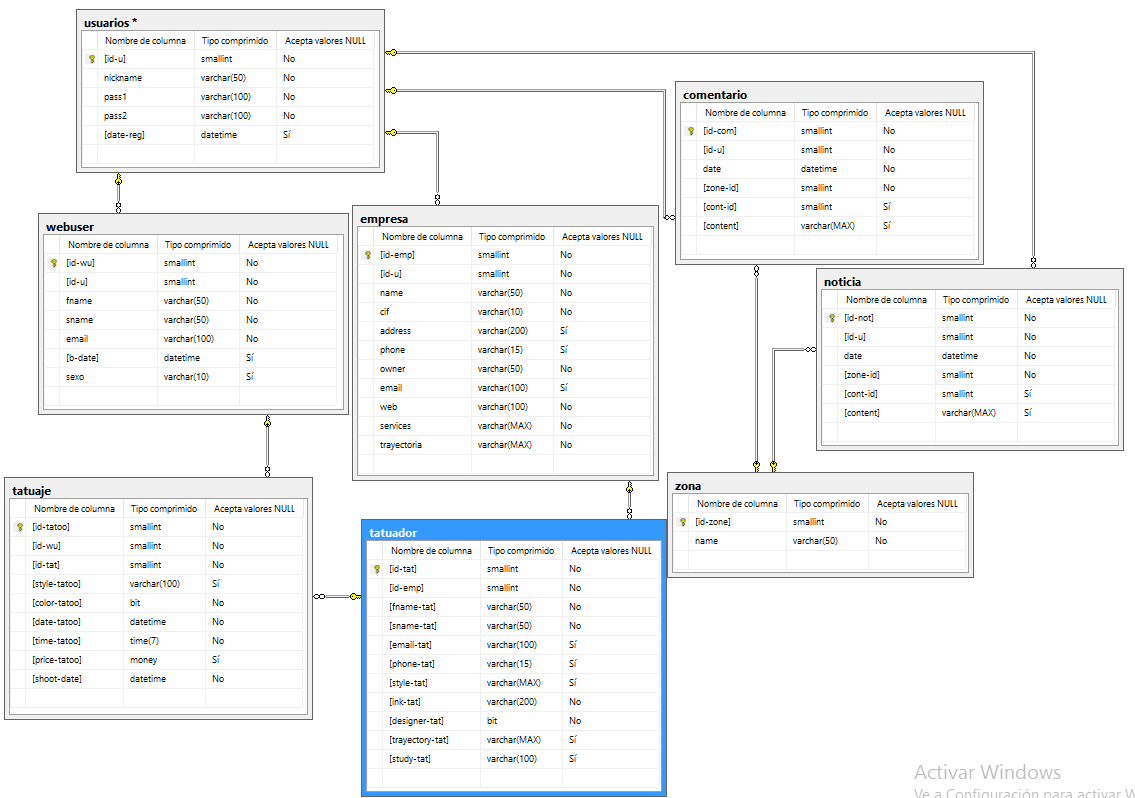 usuarios *
Nombre de columna Tipo comprimido Acepta valores NULL
[id-u] smallint No
nickname varchar(50) No
pass1 varchar(100) No
pass2 varchar(100) No
[date-reg] datetime Sí
comentario
Nombre de columna Tipo comprimido Acepta valores NULL
[id-com] smallint No
[id-u] smallint No
date datetime No
[zone-id] smallint No
[cont-id] smallint Sí
[content] varchar(MAX) Sí
webuser
Nombre de columna Tipo comprimido Acepta valores NULL
[id-wu] smallint No
[id-u] smallint No
fname varchar(50) No
sname varchar(50) No
email varchar(100) No
[b-date] datetime Sí
sexo varchar(10) Sí
empresa
Nombre de columna Tipo comprimido Acepta valores NULL
[id-emp] smallint No
[id-u] smallint No
name varchar(50) No
cif varchar(10) No
address varchar(200) Sí
phone varchar(15) Sí
owner varchar(50) No
email varchar(100) Sí
web varchar(100) No
services varchar(MAX) No
trayectoria varchar(MAX) No
noticia
Nombre de columna Tipo comprimido Acepta valores NULL
[id-not] smallint No
[id-u] smallint No
date datetime No
[zone-id] smallint No
[cont-id] smallint Sí
[content] varchar(MAX) Sí
tatuaje
Nombre de columna Tipo comprimido Acepta valores NULL
[id-tatoo] smallint No
[id-wu] smallint No
[id-tat] smallint No
[style-tatoo] varchar(100) Sí
[color-tatoo] bit No
[date-tatoo] datetime No
[time-tatoo] time(7) No
[price-tatoo] money Sí
[shoot-date] datetime No
tatuador
Nombre de columna Tipo comprimido Acepta valores NULL
[id-tat] smallint No
[id-emp] smallint No
[fname-tat] varchar(50) No
[sname-tat] varchar(50) No
[email-tat] varchar(100) Sí
[phone-tat] varchar(15) Sí
[style-tat] varchar(MAX) Sí
[ink-tat] varchar(200) No
[designer-tat] bit No
[trayectory-tat] varchar(MAX) Sí
[study-tat] varchar(100) Sí
zona
Nombre de columna Tipo comprimido Acepta valores NULL
[id-zone] smallint No
name varchar(50) No
Activar Windows
Ve a Configuración para activar W